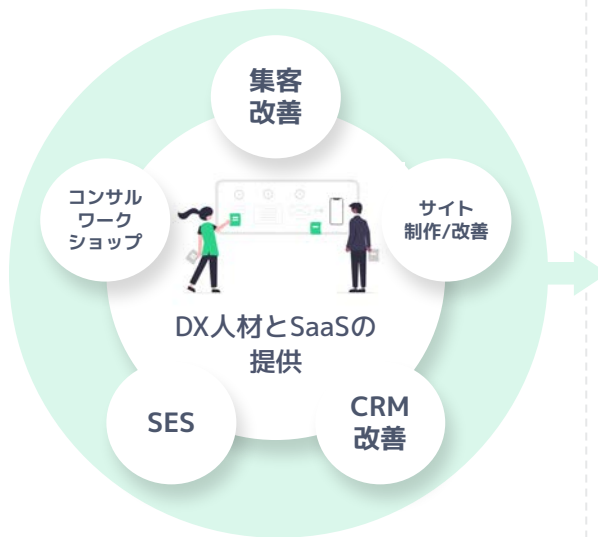 集客
改善
コンサル
ワーク
ショップ
サイト
制作/改善
DX人材とSaaSの
提供
SES
CRM
改善